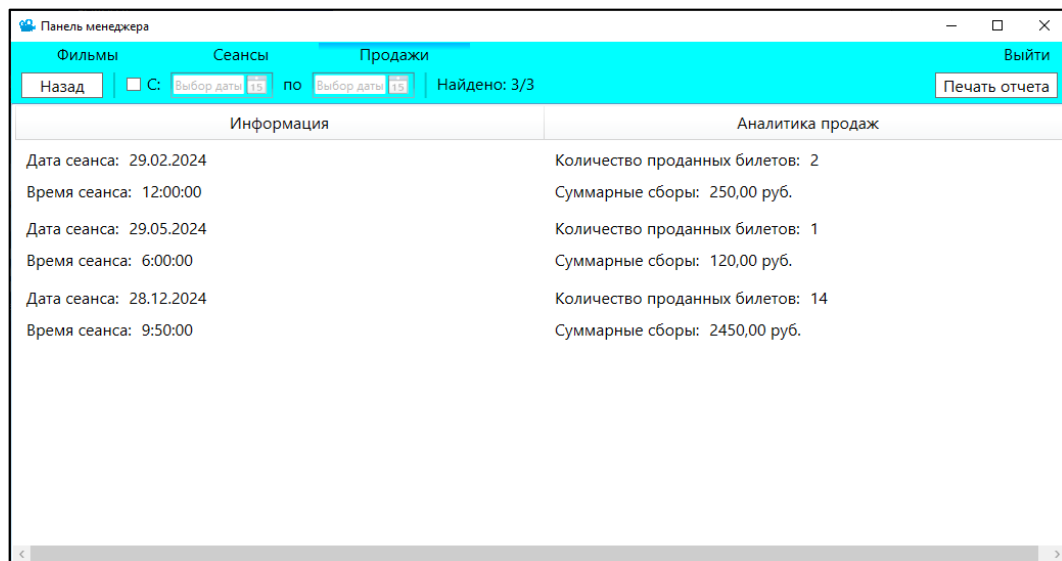 Панель менеджера
Фильмы Сеансы Продажи Выйти
Назад С: Выбор даты 15 по Выбор даты 15 Найдено: 3/3 Печать отчета
Информация Аналитика продаж
Дата сеанса: 29.02.2024 Количество проданных билетов: 2
Время сеанса: 12:00:00 Суммарные сборы: 250,00 руб.
Дата сеанса: 29.05.2024 Количество проданных билетов: 1
Время сеанса: 6:00:00 Суммарные сборы: 120,00 руб.
Дата сеанса: 28.12.2024 Количество проданных билетов: 14
Время сеанса: 9:50:00 Суммарные сборы: 2450,00 руб.